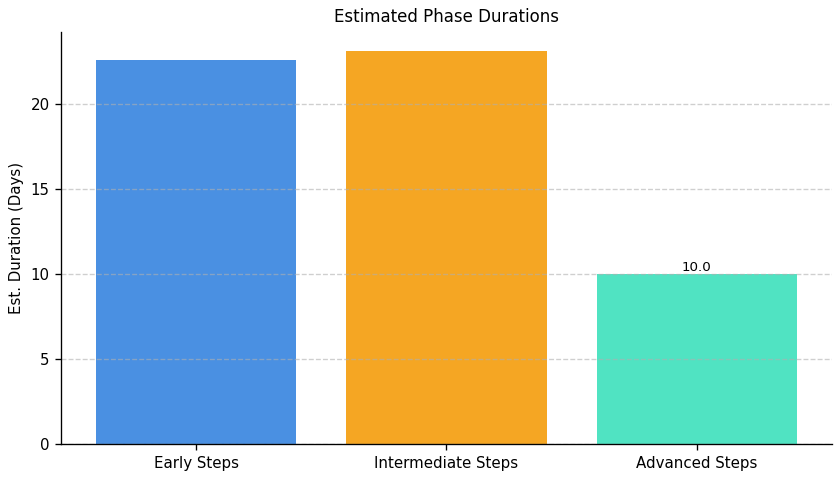 Estimated Phase Durations
Est. Duration (Days)
20
15
10
5
0
10.0
Early Steps
Intermediate Steps
Advanced Steps